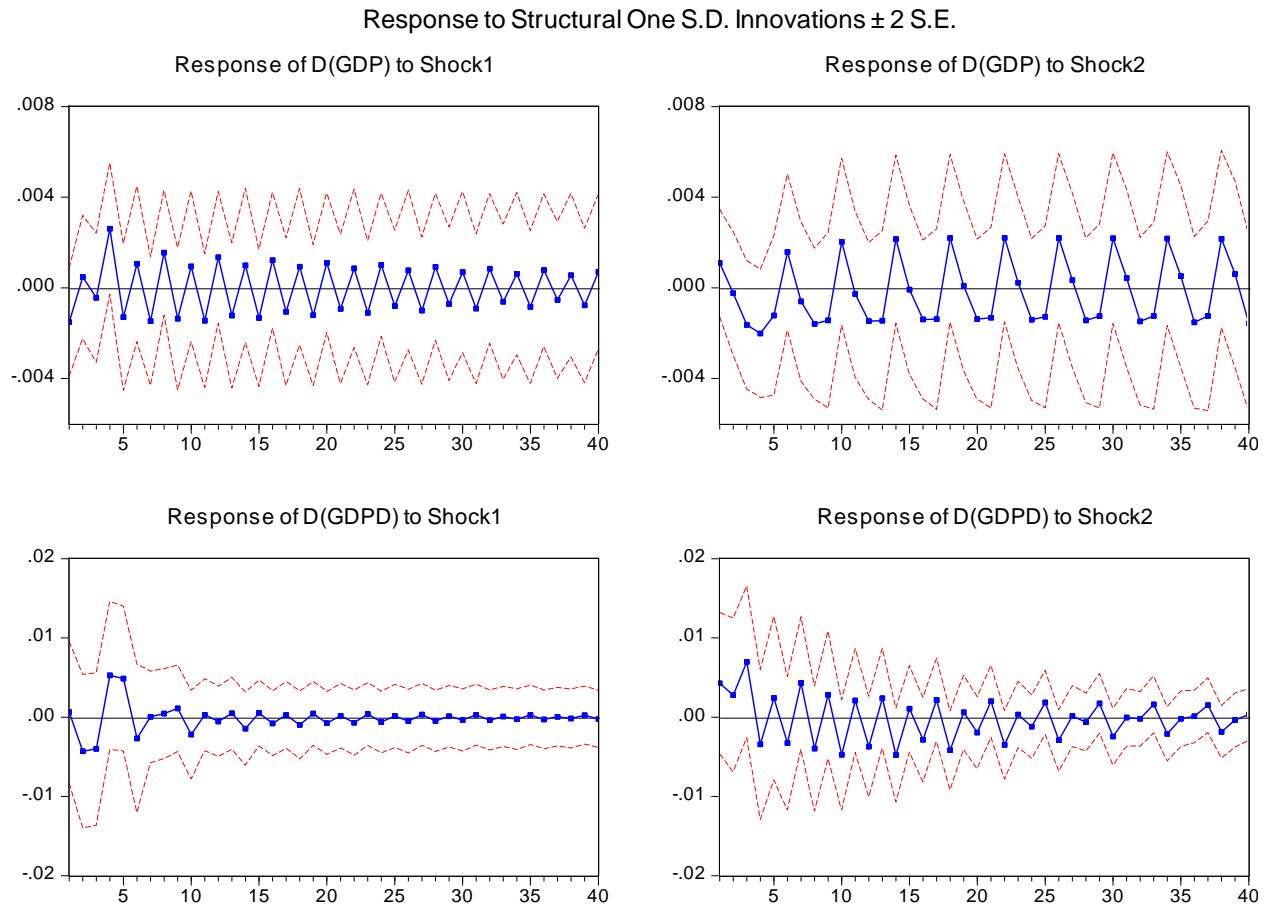 Response to Structural One S.D. Innovations ± 2 S.E.
Response of D(GDP) to Shock1
.008
.004
.000
-.004
5 10 15 20 25 30 35 40
Response of D(GDP) to Shock2
.008
.004
.000
-.004
5 10 15 20 25 30 35 40
Response of D(GDPD) to Shock1
.02
.01
.00
-.01
-.02
5 10 15 20 25 30 35 40
Response of D(GDPD) to Shock2
.02
.01
.00
-.01
-.02
5 10 15 20 25 30 35 40